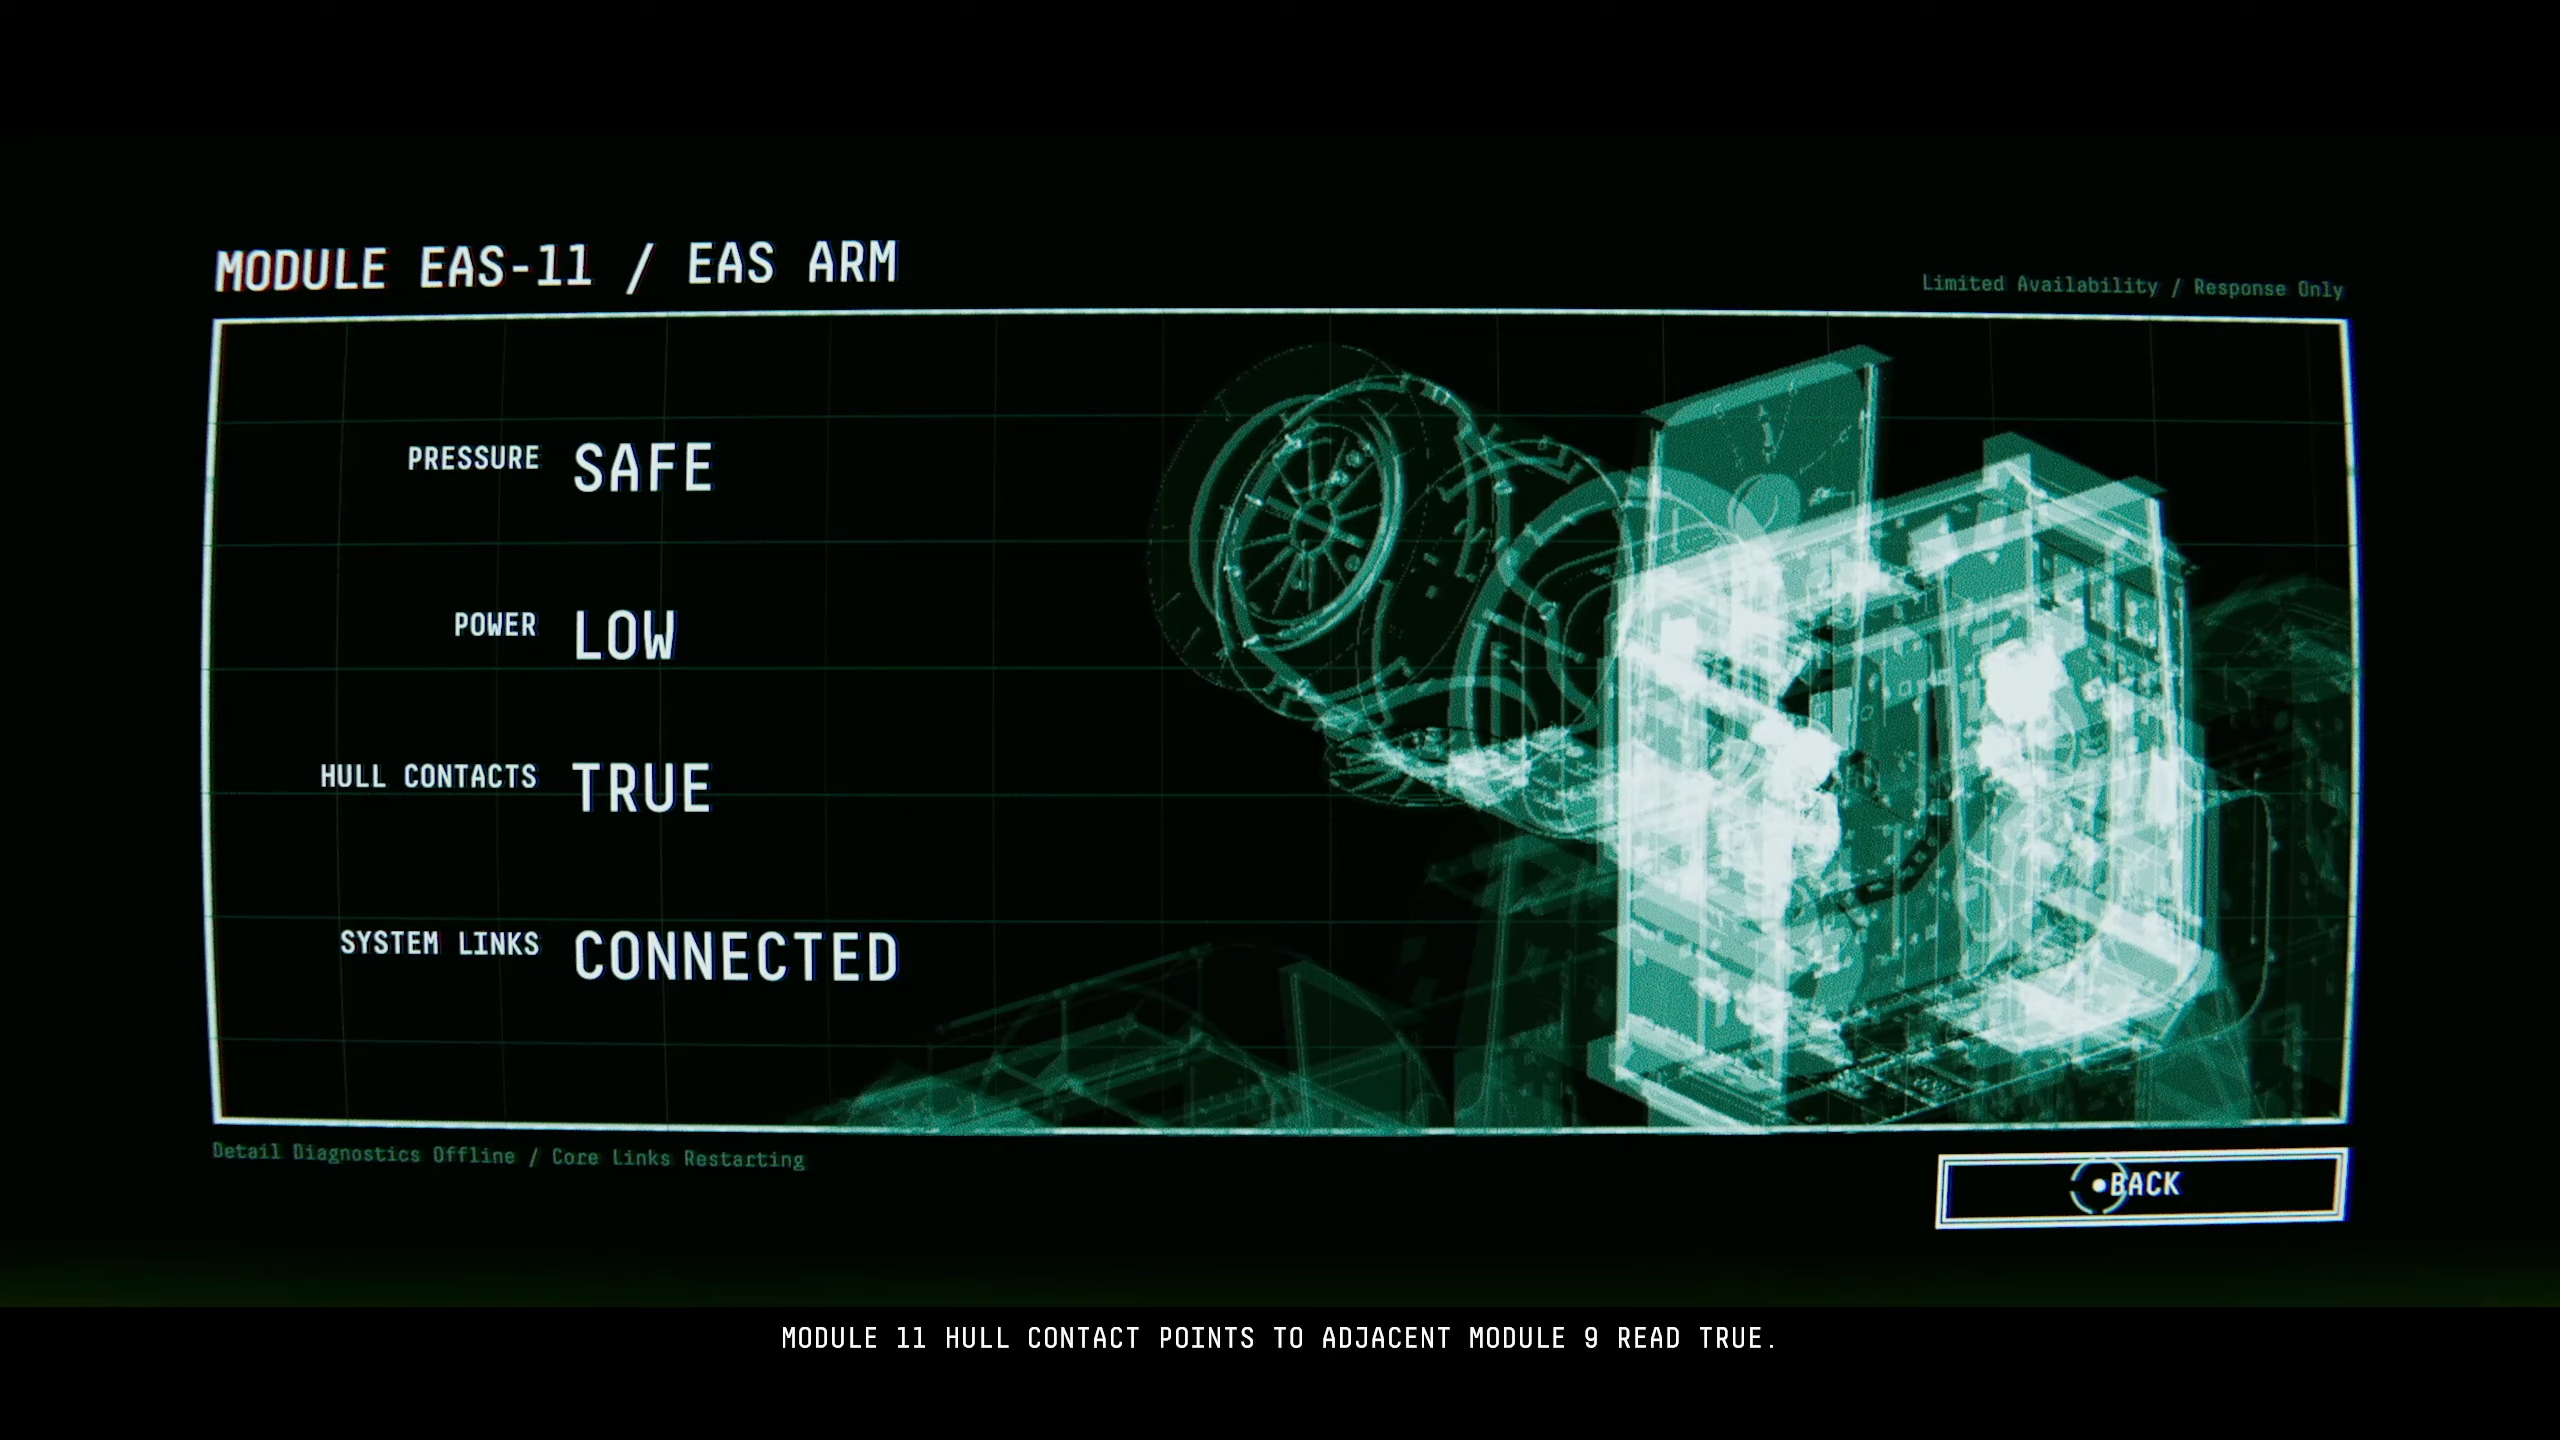 MODULE EAS-11 / EAS ARM
Limited Availability / Response Only
PRESSURE SAFE
POWER LOW
HULL CONTACTS TRUE
SYSTEM LINKS CONNECTED
Detail Diagnostics Offline / Core Links Restarting
BACK
MODULE 11 HULL CONTACT POINTS TO ADJACENT MODULE 9 READ TRUE.